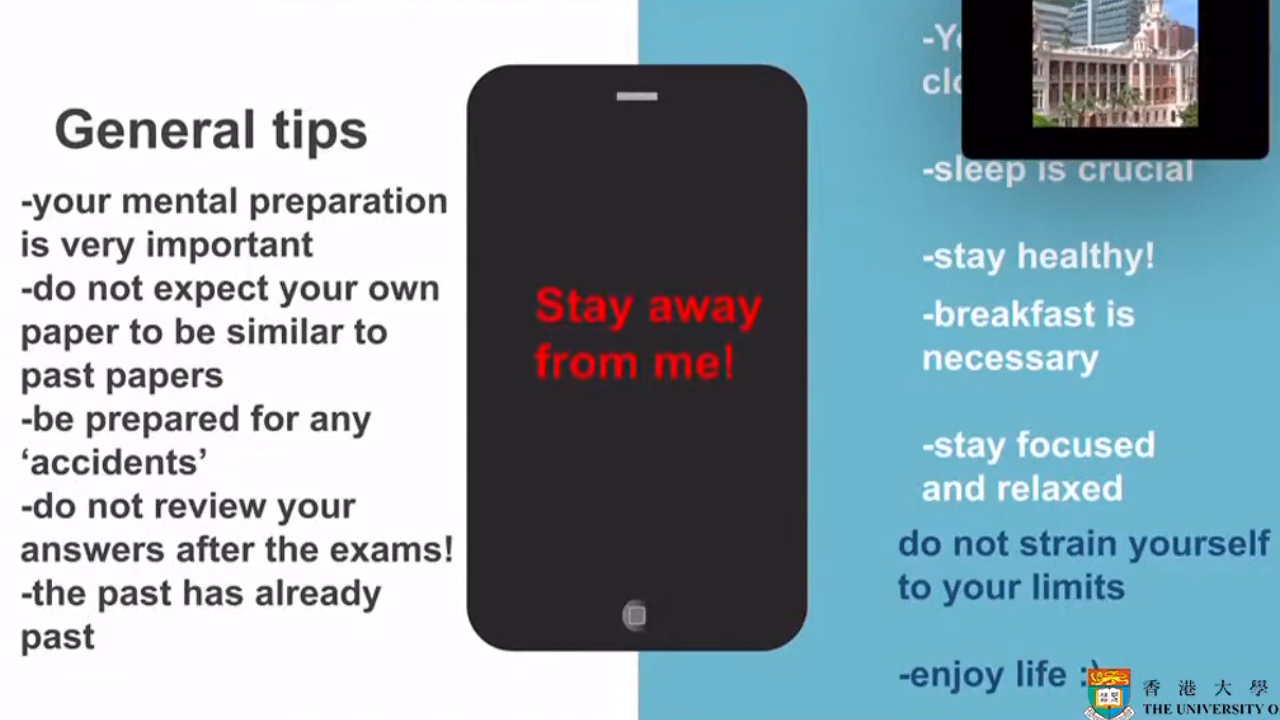 General tips
-your mental preparation
is very important
-do not expect your own
paper to be similar to
past papers
-be prepared for any
‘accidents’
-do not review your
answers after the exams!
-the past has already
past
Stay away
from me!
-sleep is crucial
-stay healthy!
-breakfast is
necessary
-stay focused
and relaxed
do not strain yourself
to your limits
-enjoy life :)
香港大學
THE UNIVERSITY O